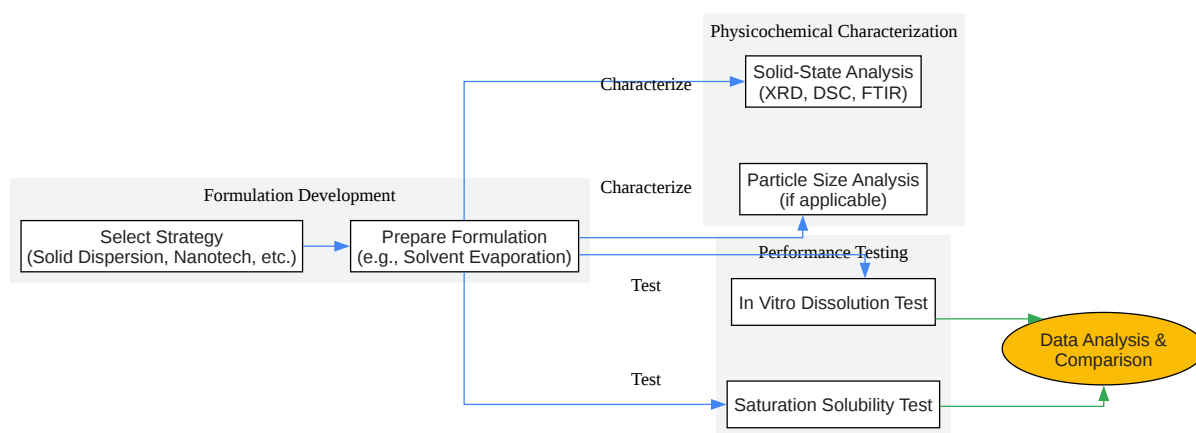 Physicochemical Characterization
Solid-State Analysis
(XRD, DSC, FTIR)
Characterize
Particle Size Analysis
(if applicable)
Characterize
Formulation Development
Select Strategy
(Solid Dispersion, Nanotech, etc.)
Prepare Formulation
(e.g., Solvent Evaporation)
Performance Testing
Test
In Vitro Dissolution Test
Data Analysis &
Comparison
Test
Saturation Solubility Test